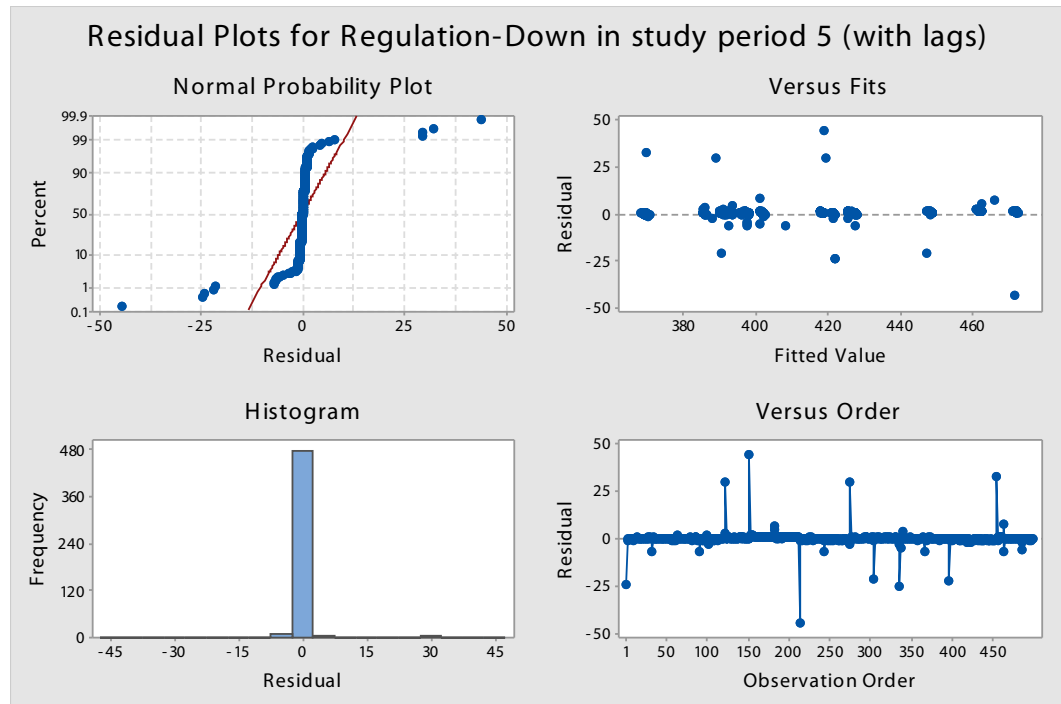 Residual Plots for Regulation-Down in study period 5 (with lags)
Normal Probability Plot
99.9
99
90
50
10
1
0.1
Percent
-50 -25 0 25 50
Residual
Versus Fits
50
25
0
-25
-50
Residual
380 400 420 440 460
Fitted Value
Histogram
480
360
240
120
0
Frequency
-45 -30 -15 0 15 30 45
Residual
Versus Order
50
25
0
-25
-50
Residual
1 50 100 150 200 250 300 350 400 450
Observation Order